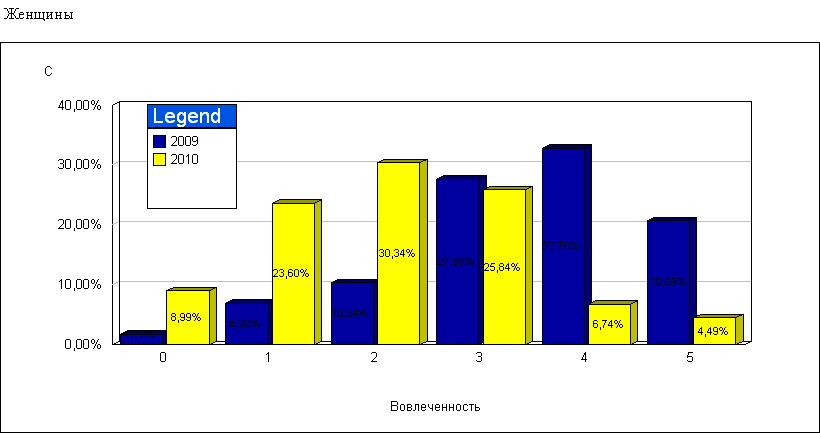 Женщины
С
40,00%
Legend
2009
2010
30,00%
20,00%
10,00%
0,00%
8,99%
23,60%
30,34%
25,84%
6,74%
4,49%
0 1 2 3 4 5
Вовлеченность